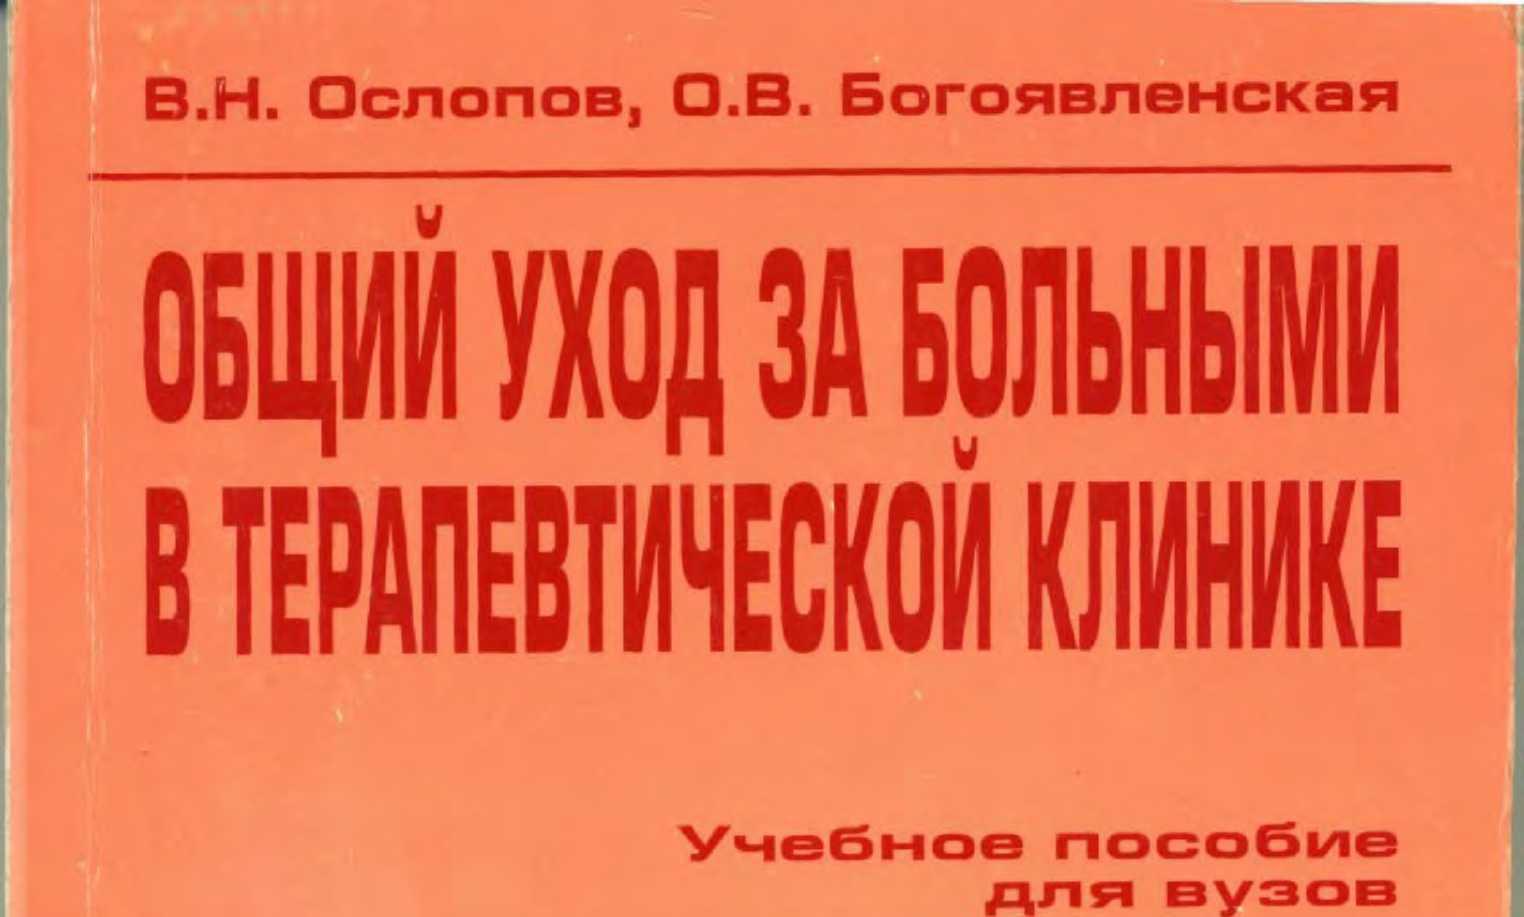 В.Н. Ослопов, О.В. Богоявленская
ОБЩИЙ УХОД ЗА БОЛЬНЫМИ
В ТЕРАПЕВТИЧЕСКОЙ КЛИНИКЕ
Учебное пособие
для вузов